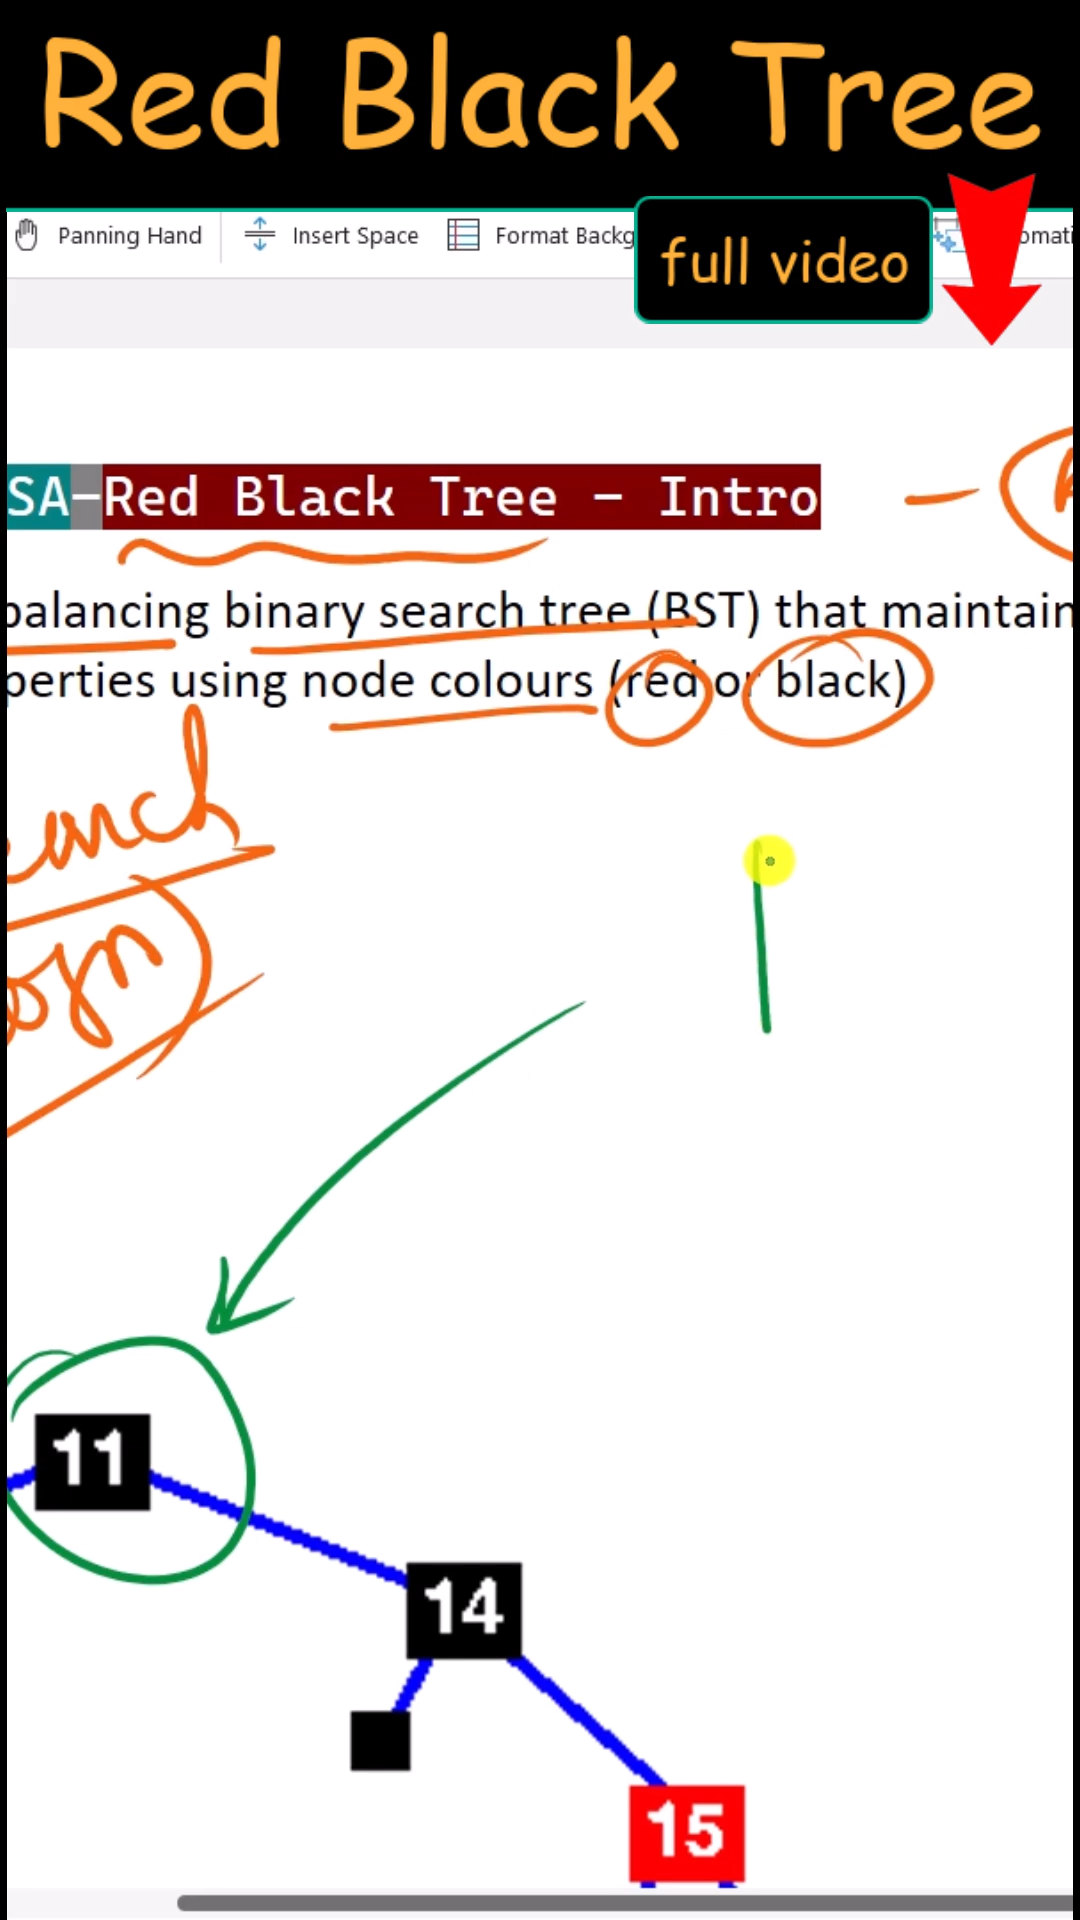 Red Black Tree
Panning Hand Insert Space Format Backg
full video
SA-Red Black Tree - Intro
balancing binary search tree (BST) that maintain
perties using node colours (red or black)
11
14
15